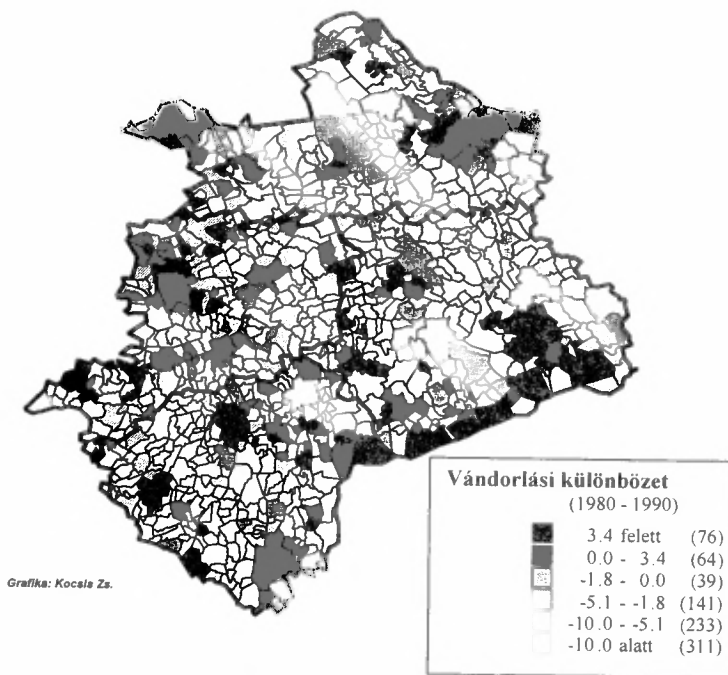 Vándorlási különbözet
(1980 - 1990)
3.4 felett (76)
0.0 - 3.4 (64)
-1.8 - 0.0 (39)
-5.1 - -1.8 (141)
-10.0 - -5.1 (233)
-10.0 alatt (311)
Grafika: Kocsis Zs.